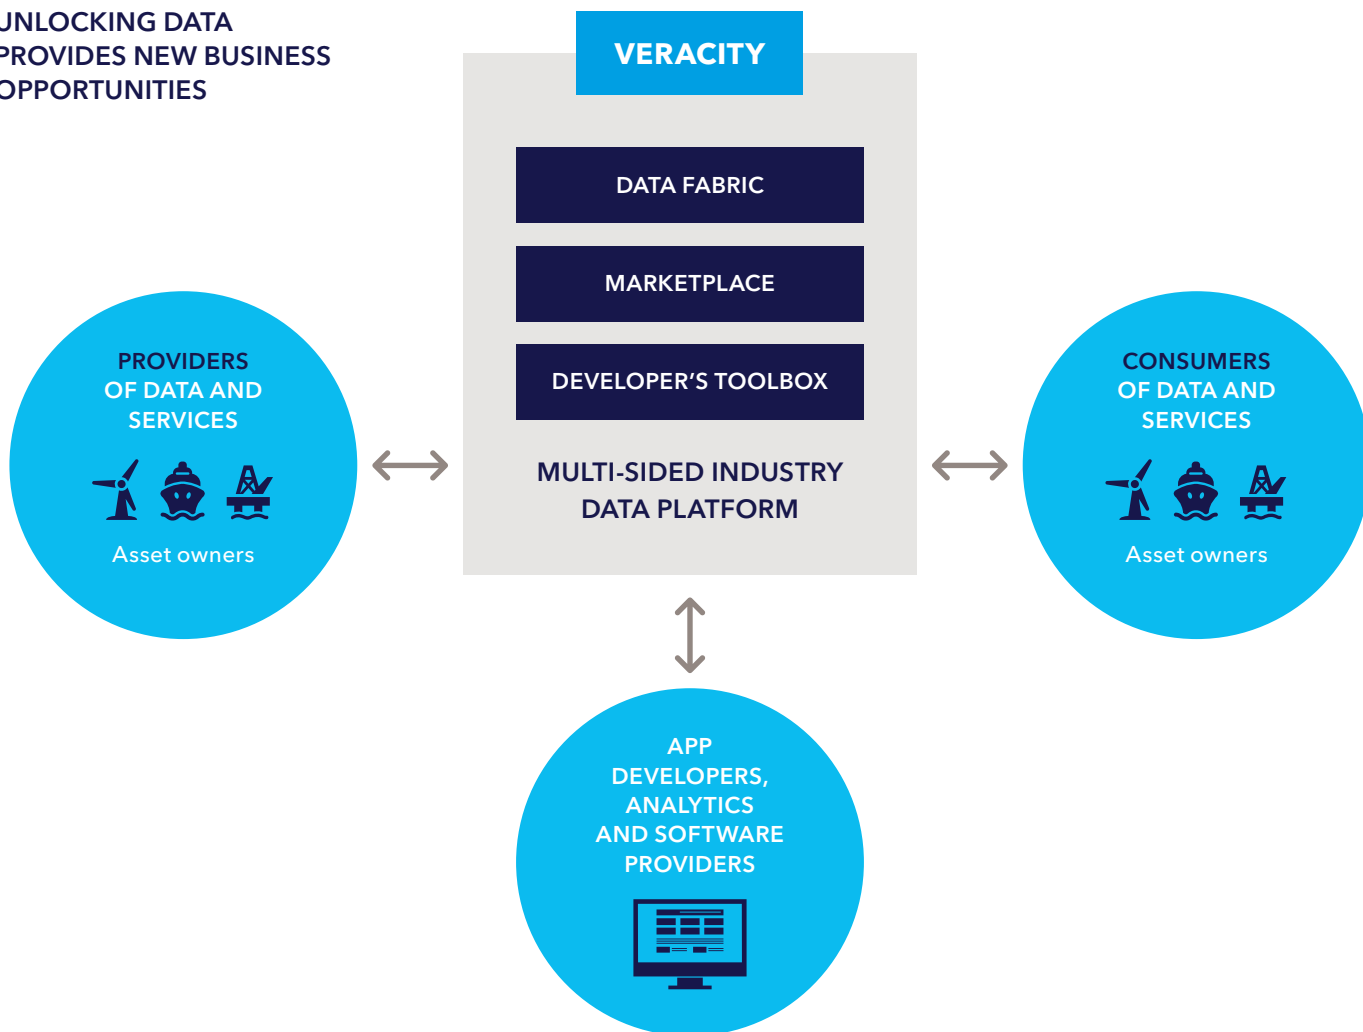 UNLOCKING DATA
PROVIDES NEW BUSINESS
OPPORTUNITIES
VERACITY
DATA FABRIC
MARKETPLACE
DEVELOPER'S TOOLBOX
MULTI-SIDED INDUSTRY
DATA PLATFORM
PROVIDERS
OF DATA AND
SERVICES
Asset owners
CONSUMERS
OF DATA AND
SERVICES
Asset owners
APP
DEVELOPERS,
ANALYTICS
AND SOFTWARE
PROVIDERS